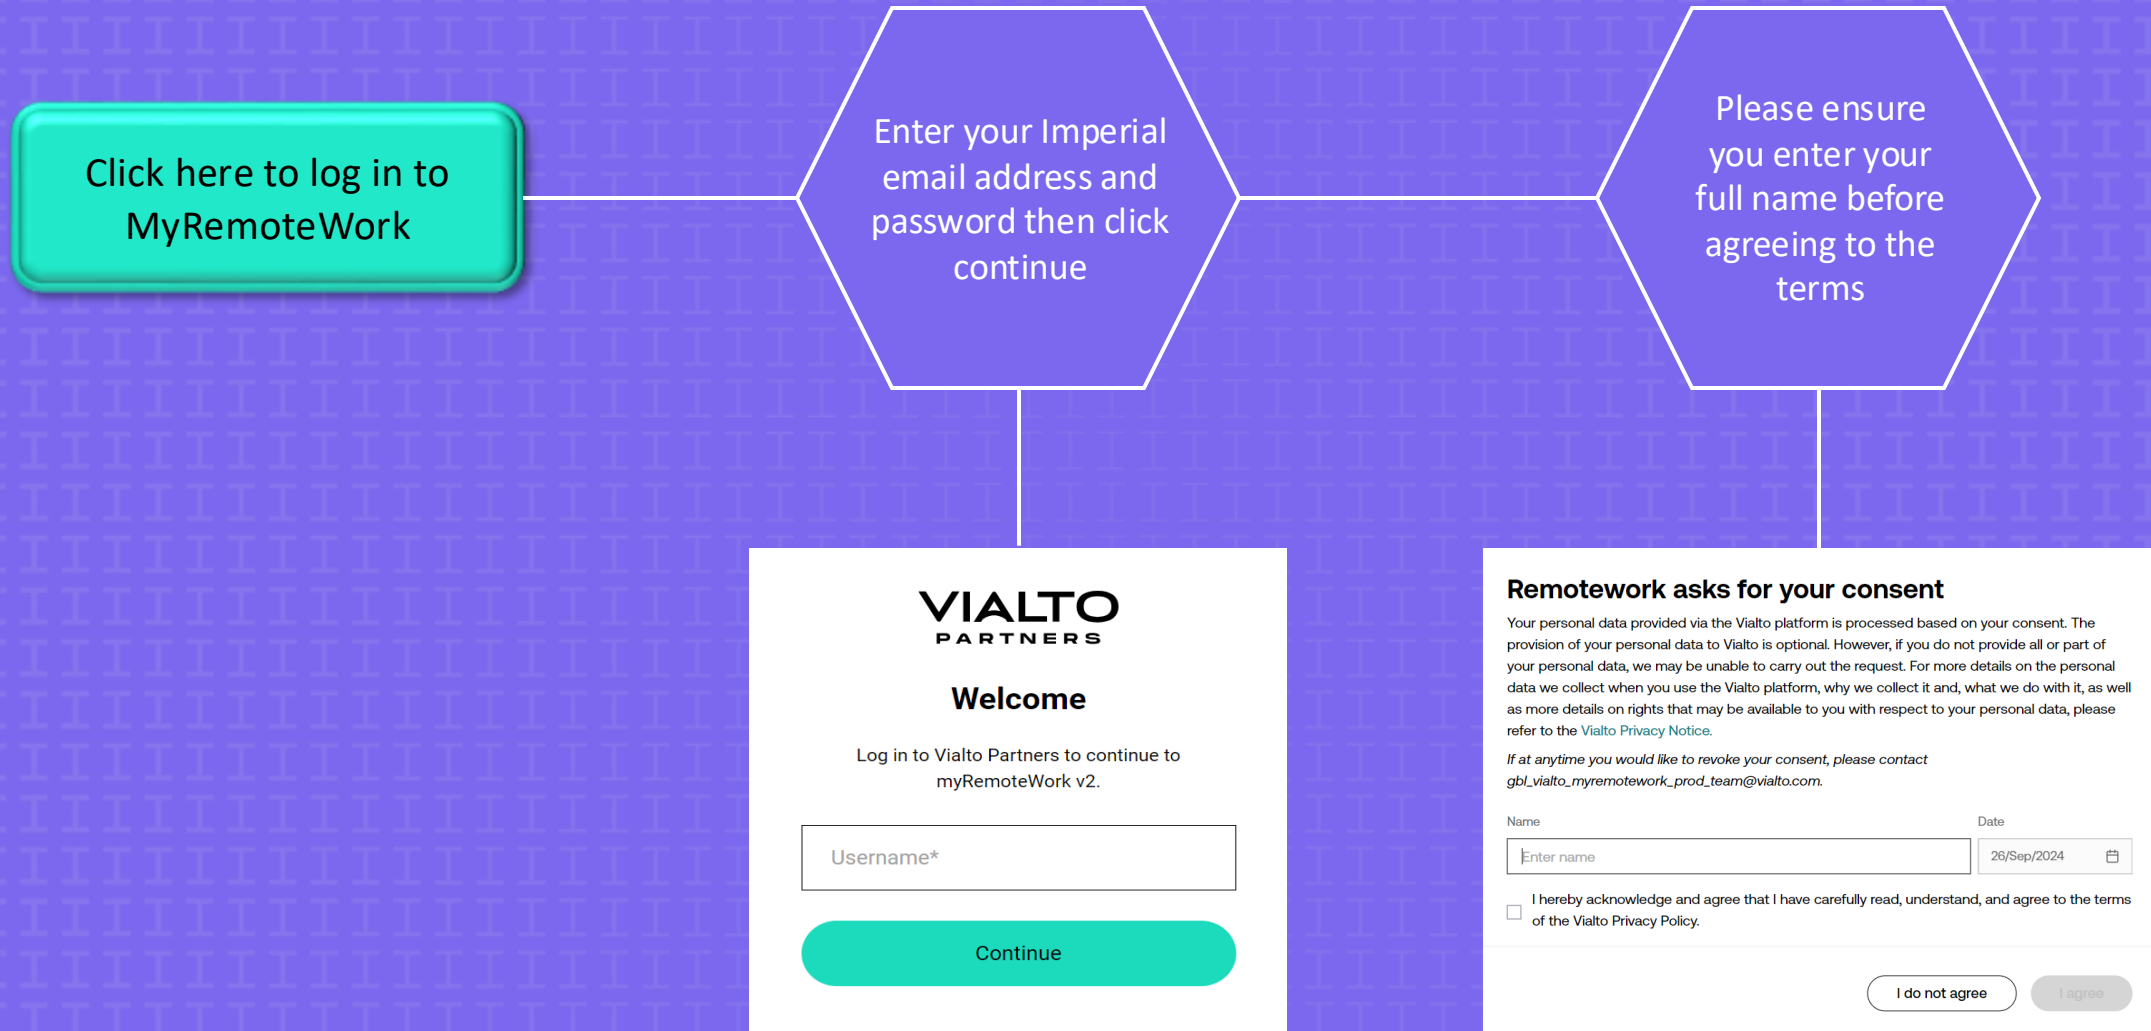 Click here to log in to
MyRemoteWork
Enter your Imperial
email address and
password then click
continue
Please ensure
you enter your
full name before
agreeing to the
terms
VIALTO
PARTNERS
Welcome
Log in to Vialto Partners to continue to
myRemoteWork v2.
Username*
Continue
Remotework asks for your consent
Your personal data provided via the Vialto platform is processed based on your consent. The
provision of your personal data to Vialto is optional. However, if you do not provide all or part of
your personal data, we may be unable to carry out the request. For more details on the personal
data we collect when you use the Vialto platform, why we collect it and, what we do with it, as well
as more details on rights that may be available to you with respect to your personal data, please
refer to the Vialto Privacy Notice.
If at anytime you would like to revoke your consent, please contact
gbl_vialto_myremotework_prod_team@vialto.com.
Name
Date
Enter name
26/Sep/2024
I hereby acknowledge and agree that I have carefully read, understand, and agree to the terms
of the Vialto Privacy Policy.
I do not agree
I agree